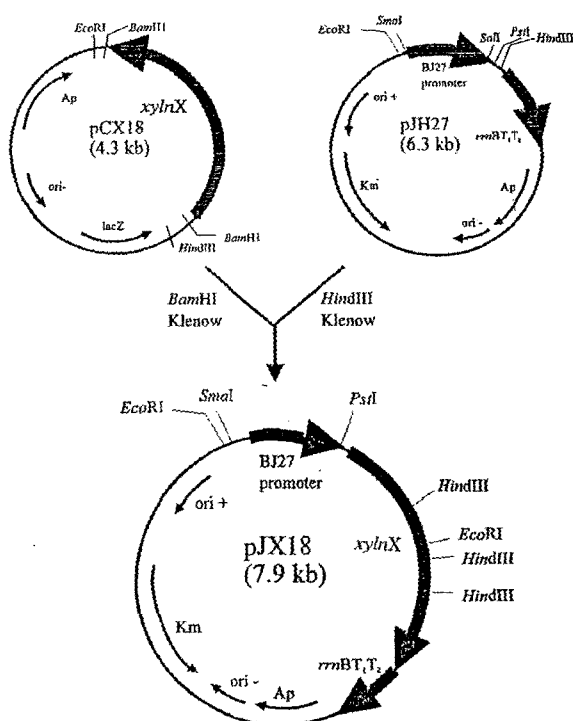 EcoRI
BamHI
Ap
xylnX
pCX18
(4.3 kb)
ori-
lacZ
HindIII
BamHI
SmaI
EcoRI
SalI
PstI
HindIII
BJ27
promoter
ori +
pJH27
(6.3 kb)
rrnBT₁T₂
Km
Ap
ori -
BamHI
Klenow
HindIII
Klenow
SmaI
EcoRI
PstI
BJ27
promoter
ori +
HindIII
pJX18
(7.9 kb)
xylnX
EcoRI
HindIII
HindIII
Km
rrnBT₁T₂
ori -
Ap